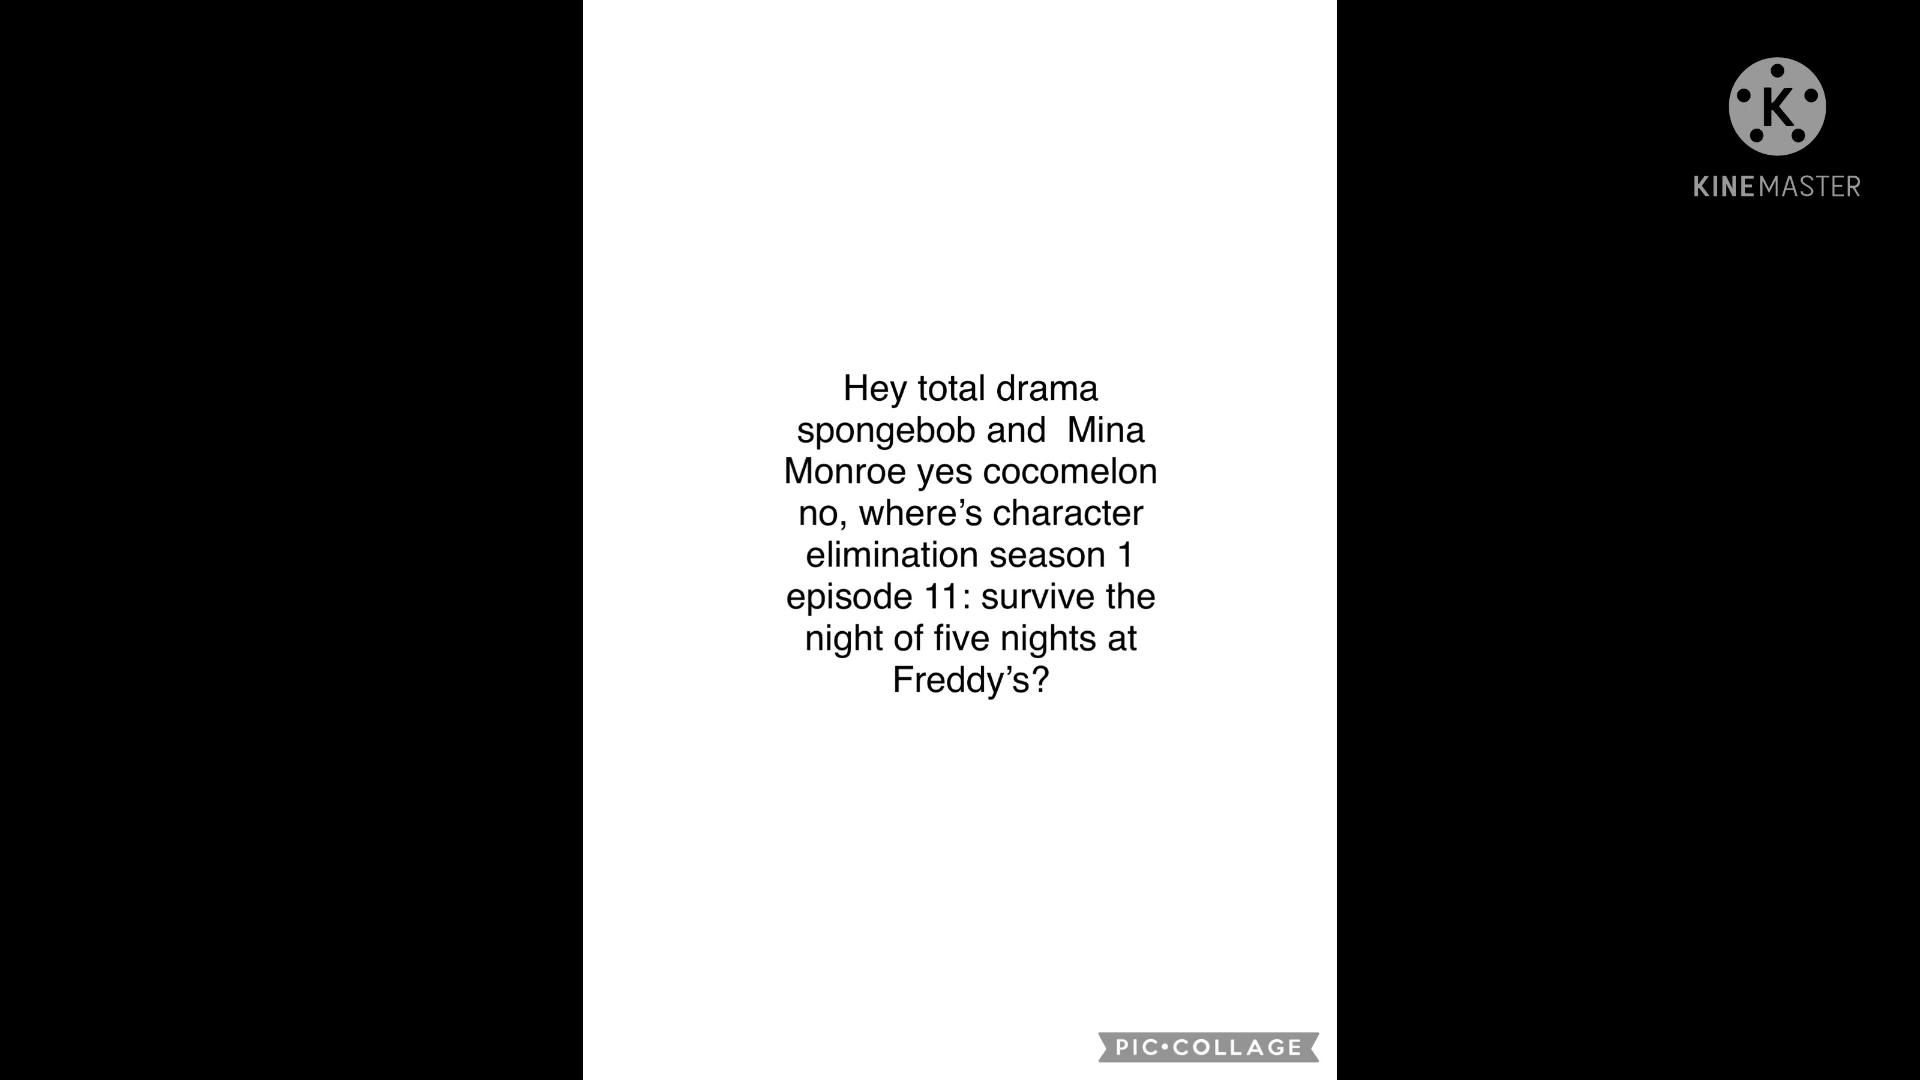 Hey total drama
spongebob and  Mina
Monroe yes cocomelon
no, where’s character
elimination season 1
episode 11: survive the
night of five nights at
Freddy’s?
K
KINEMASTER
PIC•COLLAGE